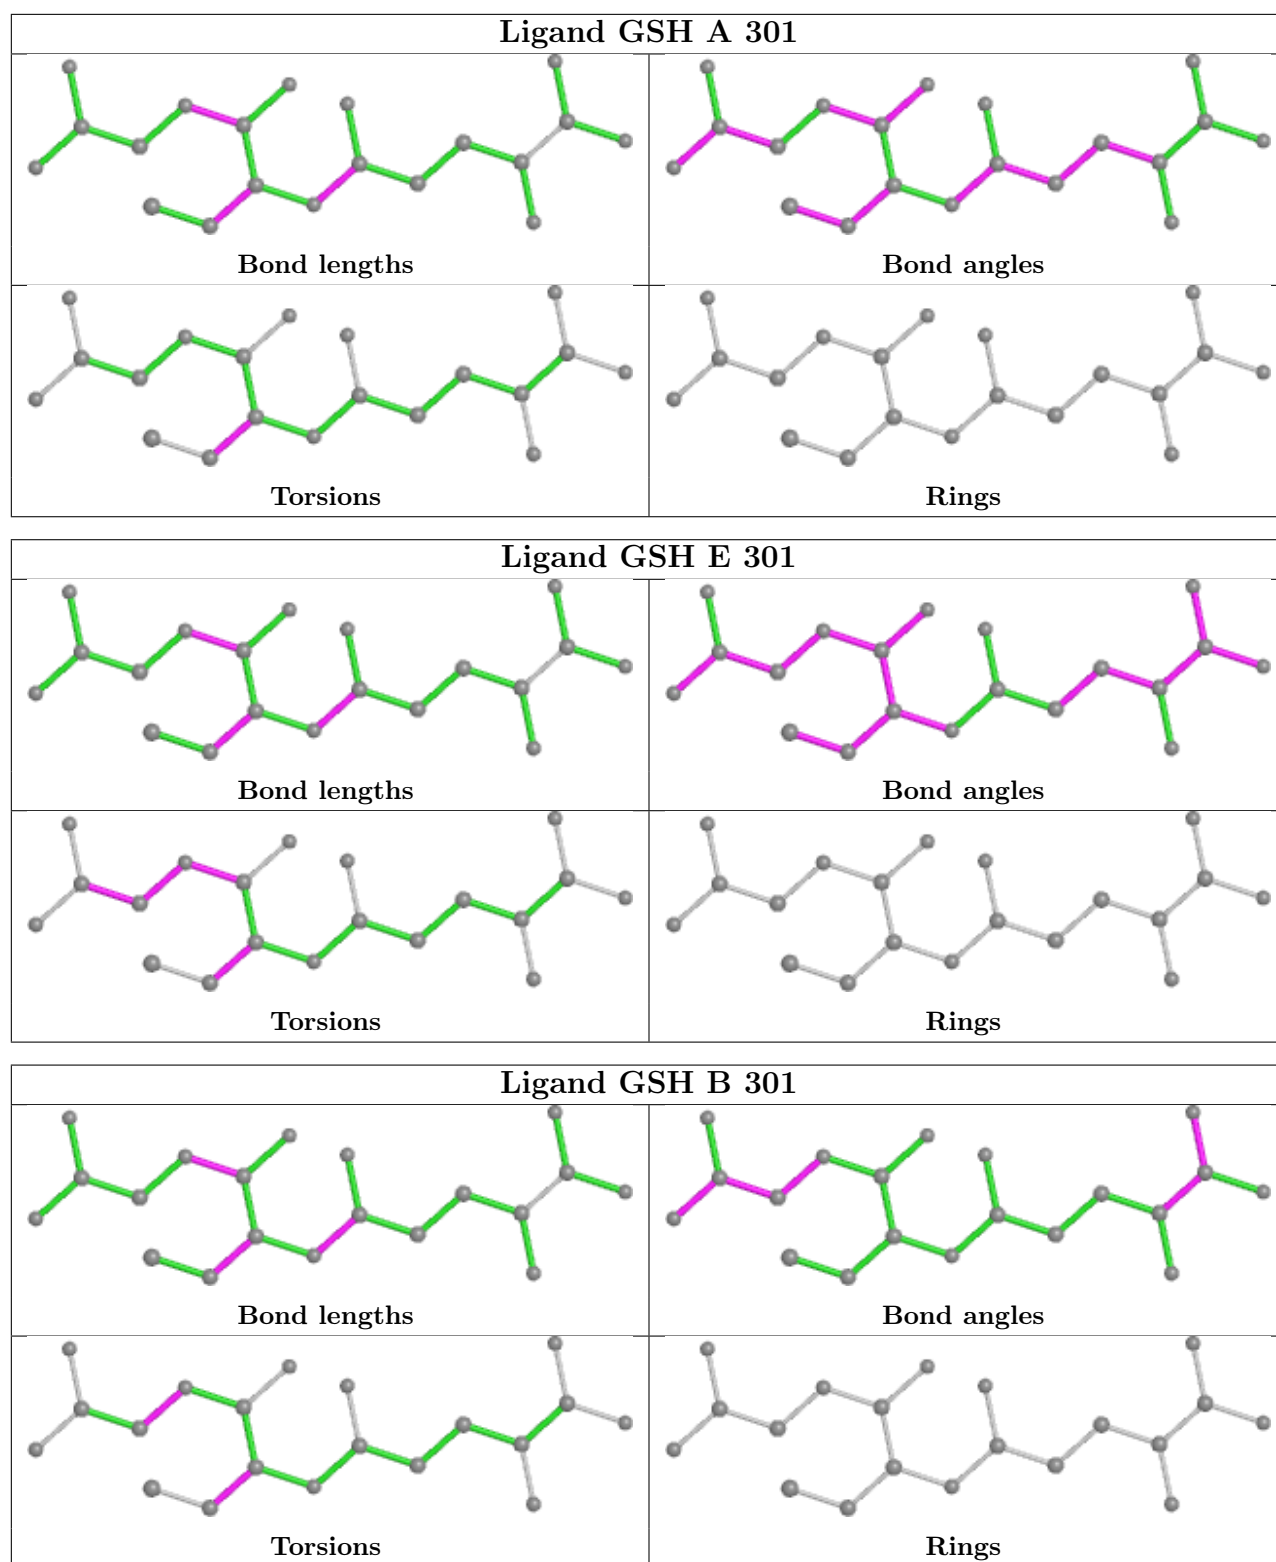 Ligand GSH A 301
Bond lengths
Bond angles
Torsions
Rings
Ligand GSH E 301
Bond lengths
Bond angles
Torsions
Rings
Ligand GSH B 301
Bond lengths
Bond angles
Torsions
Rings